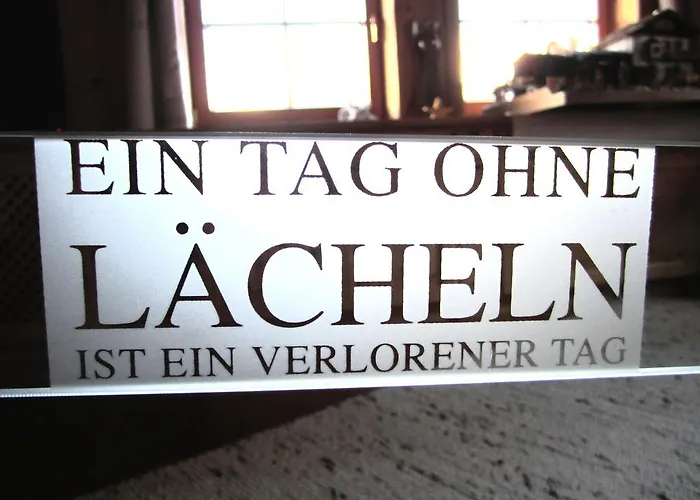 EIN TAG OHNE
LÄCHELN
IST EIN VERLORENER TAG